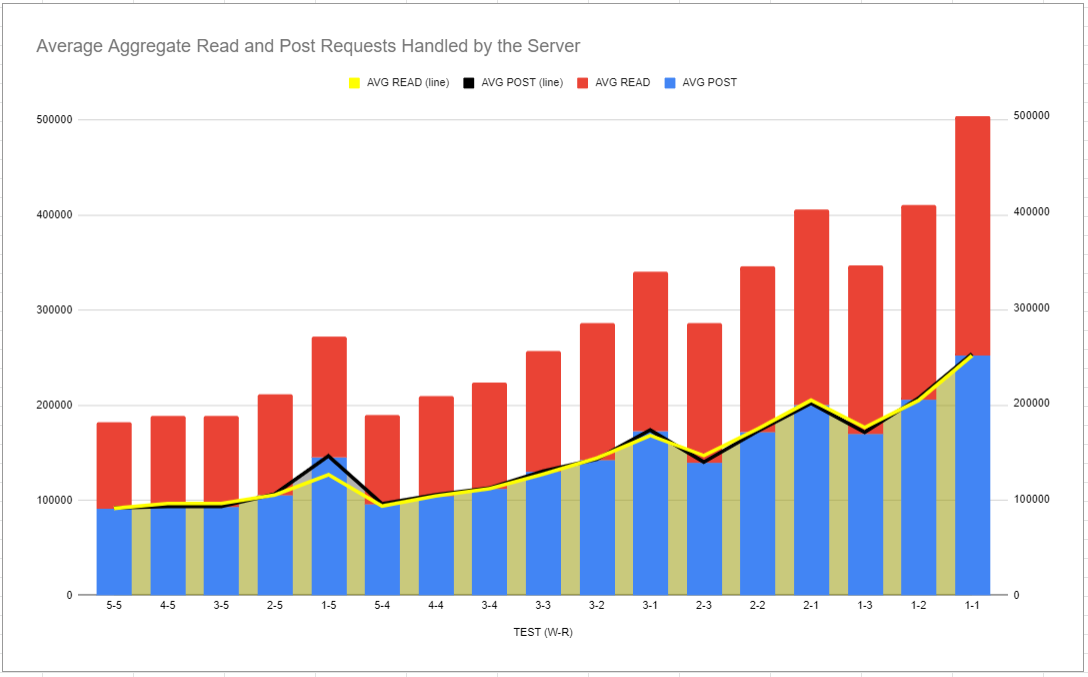 Average Aggregate Read and Post Requests Handled by the Server
AVG READ (line) AVG POST (line) AVG READ AVG POST
500000 500000
400000 400000
300000 300000
200000 200000
100000 100000
0 0
5-5 4-5 3-5 2-5 1-5 5-4 4-4 3-4 3-3 3-2 3-1 2-3 2-2 2-1 1-3 1-2 1-1
TEST (W-R)